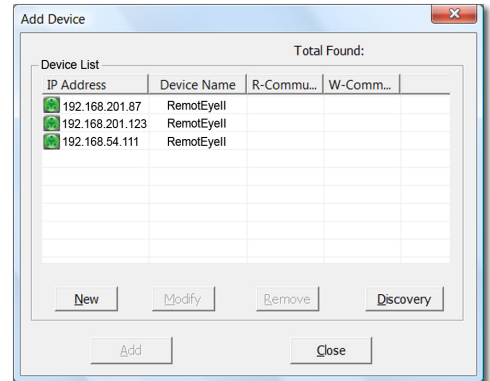 Add Device
Total Found:
Device List
IP Address Device Name R-Commu... W-Comm...
192.168.201.87 RemotEyeII
192.168.201.123 RemotEyeII
192.168.54.111 RemotEyeII
New Modify Remove Discovery
Add Close